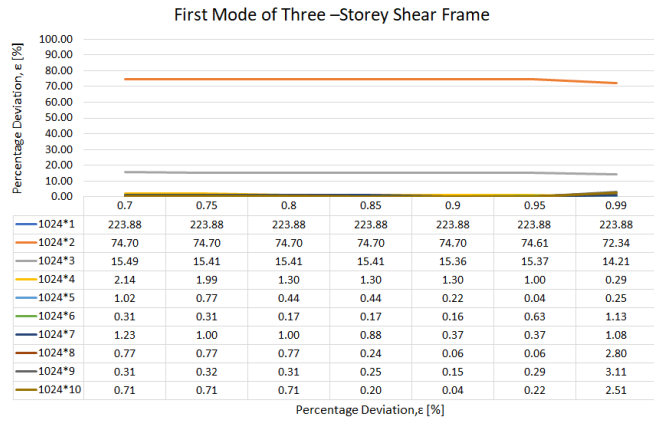 First Mode of Three –Storey Shear Frame
Percentage Deviation, ε [%]
100.00
90.00
80.00
70.00
60.00
50.00
40.00
30.00
20.00
10.00
0.00
0.7 0.75 0.8 0.85 0.9 0.95 0.99
1024*1 223.88 223.88 223.88 223.88 223.88 223.88 223.88
1024*2 74.70 74.70 74.70 74.70 74.70 74.61 72.34
1024*3 15.49 15.41 15.41 15.41 15.36 15.37 14.21
1024*4 2.14 1.99 1.30 1.30 1.30 1.00 0.29
1024*5 1.02 0.77 0.44 0.44 0.22 0.04 0.25
1024*6 0.31 0.31 0.17 0.17 0.16 0.63 1.13
1024*7 1.23 1.00 1.00 0.88 0.37 0.37 1.08
1024*8 0.77 0.77 0.77 0.24 0.06 0.06 2.80
1024*9 0.31 0.32 0.31 0.25 0.15 0.29 3.11
1024*10 0.71 0.71 0.71 0.20 0.04 0.22 2.51
Percentage Deviation,ε [%]